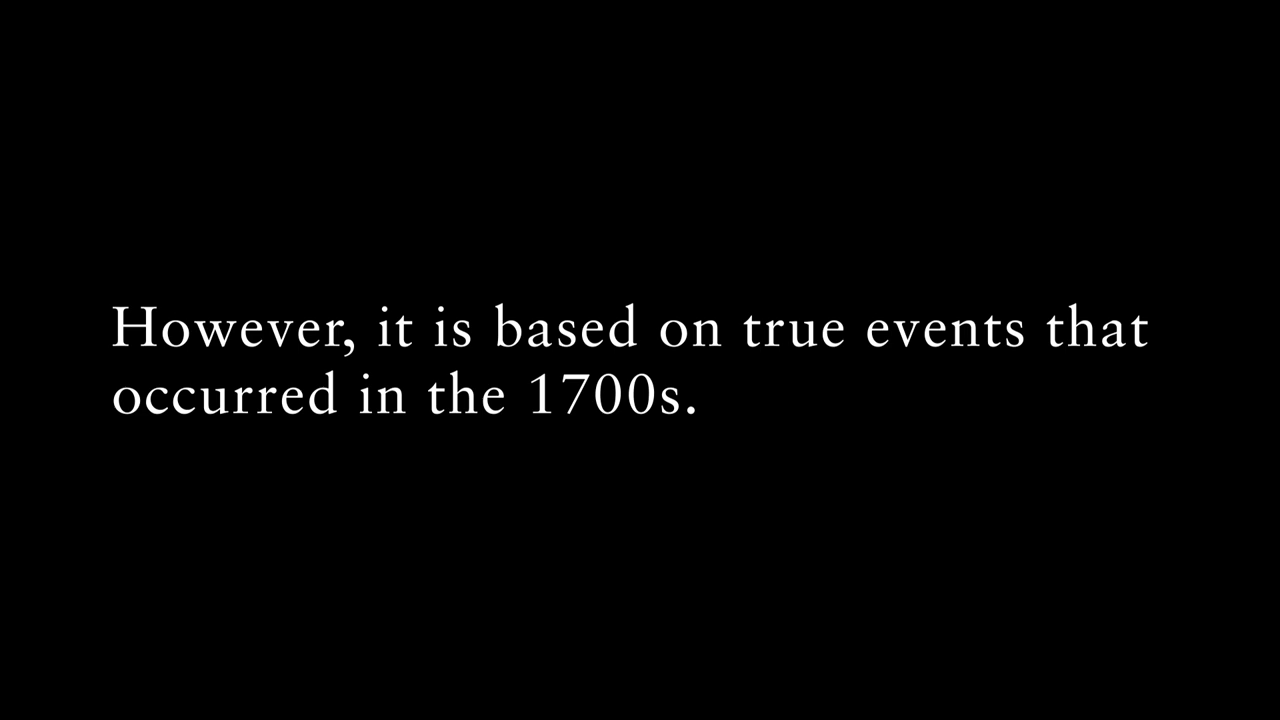 However, it is based on true events that
occurred in the 1700s.